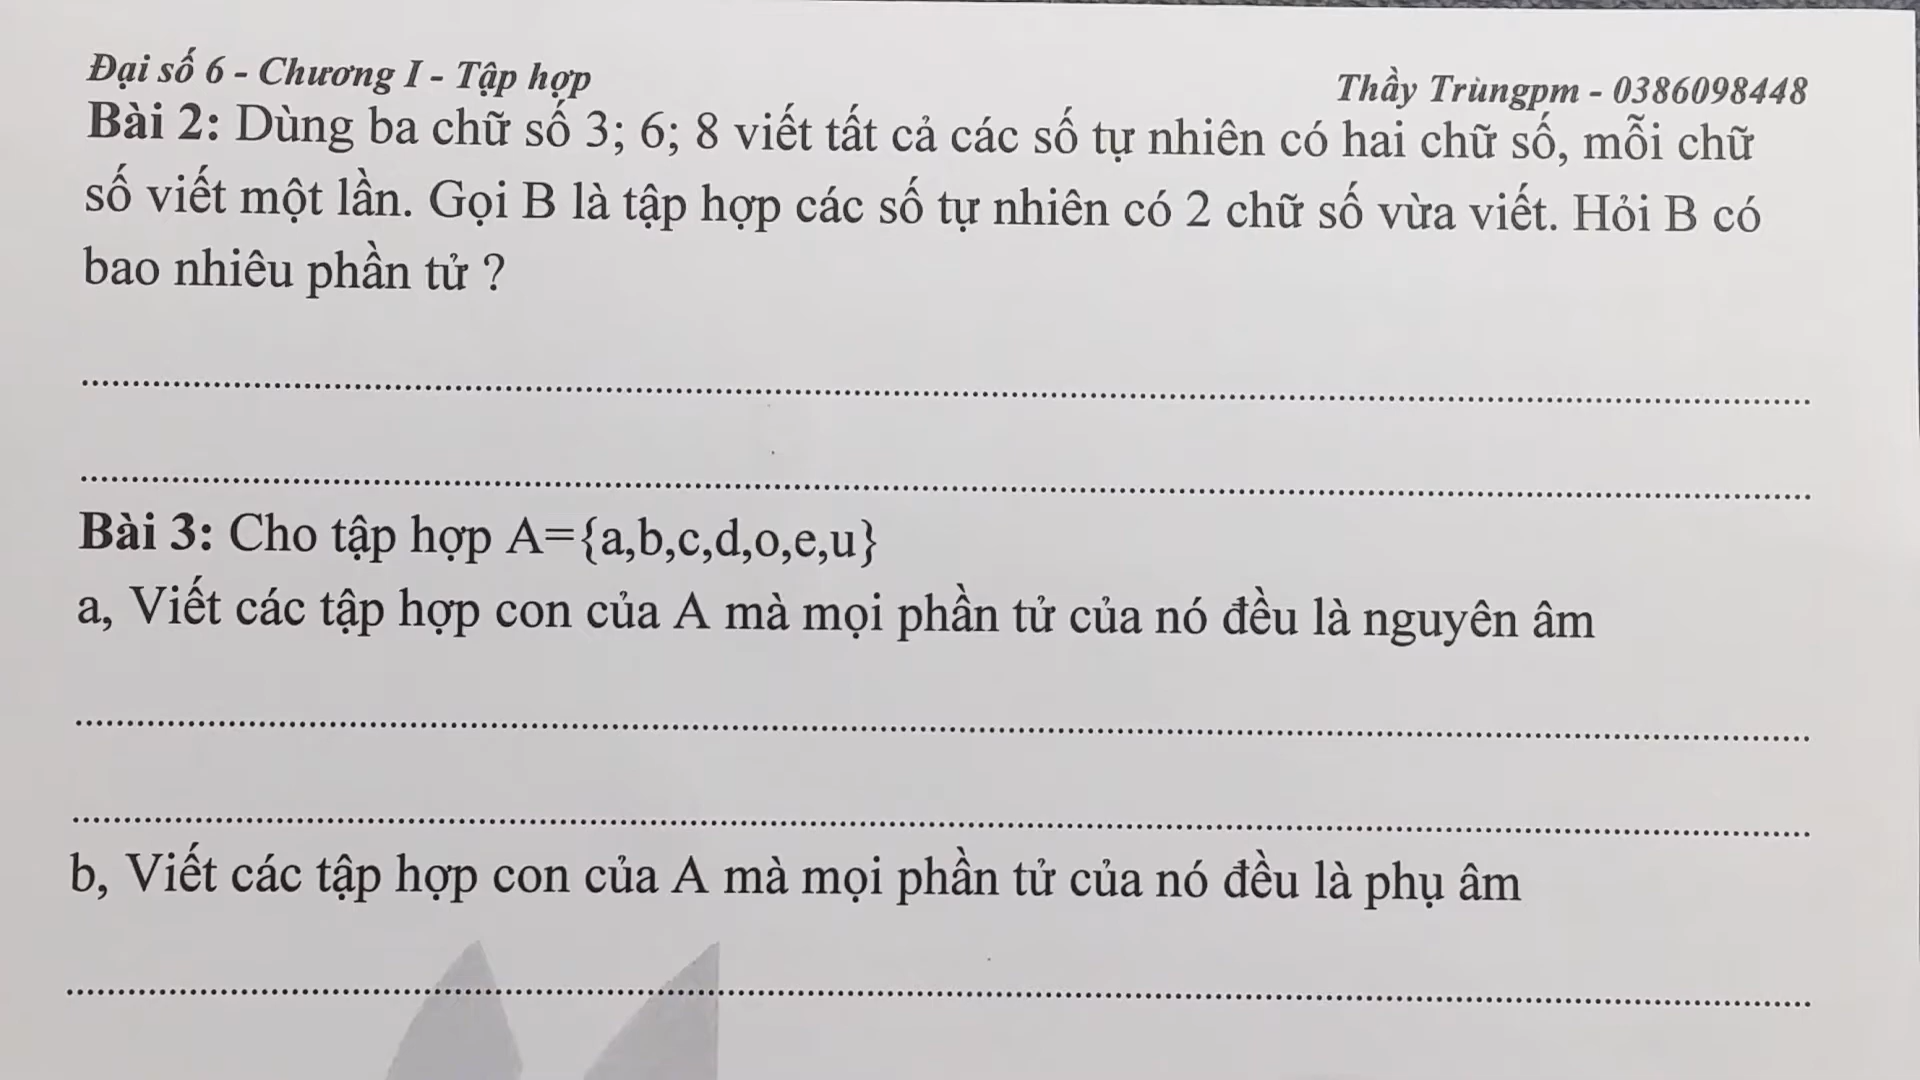 Đại số 6 - Chương I - Tập hợp
Thầy Trùngpm - 0386098448
Bài 2: Dùng ba chữ số 3; 6; 8 viết tất cả các số tự nhiên có hai chữ số, mỗi chữ
số viết một lần. Gọi B là tập hợp các số tự nhiên có 2 chữ số vừa viết. Hỏi B có
bao nhiêu phần tử ?
Bài 3: Cho tập hợp A={a,b,c,d,o,e,u}
a, Viết các tập hợp con của A mà mọi phần tử của nó đều là nguyên âm
b, Viết các tập hợp con của A mà mọi phần tử của nó đều là phụ âm